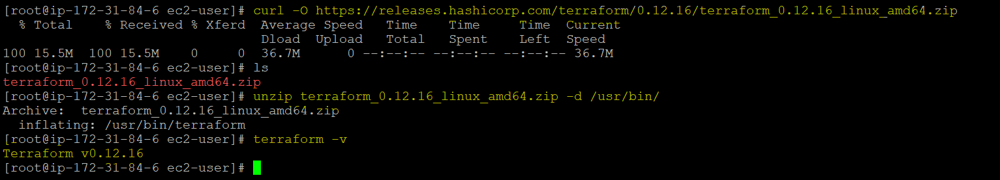 [root@ip-172-31-84-6 ec2-user]# curl -O https://releases.hashicorp.com/terraform/0.12.16/terraform_0.12.16_linux_amd64.zip
  % Total    % Received % Xferd  Average Speed   Time    Time     Time  Current
                                 Dload  Upload   Total   Spent    Left  Speed
100 15.5M  100 15.5M    0     0  36.7M      0 --:--:-- --:--:-- --:--:-- 36.7M
[root@ip-172-31-84-6 ec2-user]# ls
terraform_0.12.16_linux_amd64.zip
[root@ip-172-31-84-6 ec2-user]# unzip terraform_0.12.16_linux_amd64.zip -d /usr/bin/
Archive:  terraform_0.12.16_linux_amd64.zip
  inflating: /usr/bin/terraform
[root@ip-172-31-84-6 ec2-user]# terraform -v
Terraform v0.12.16
[root@ip-172-31-84-6 ec2-user]#